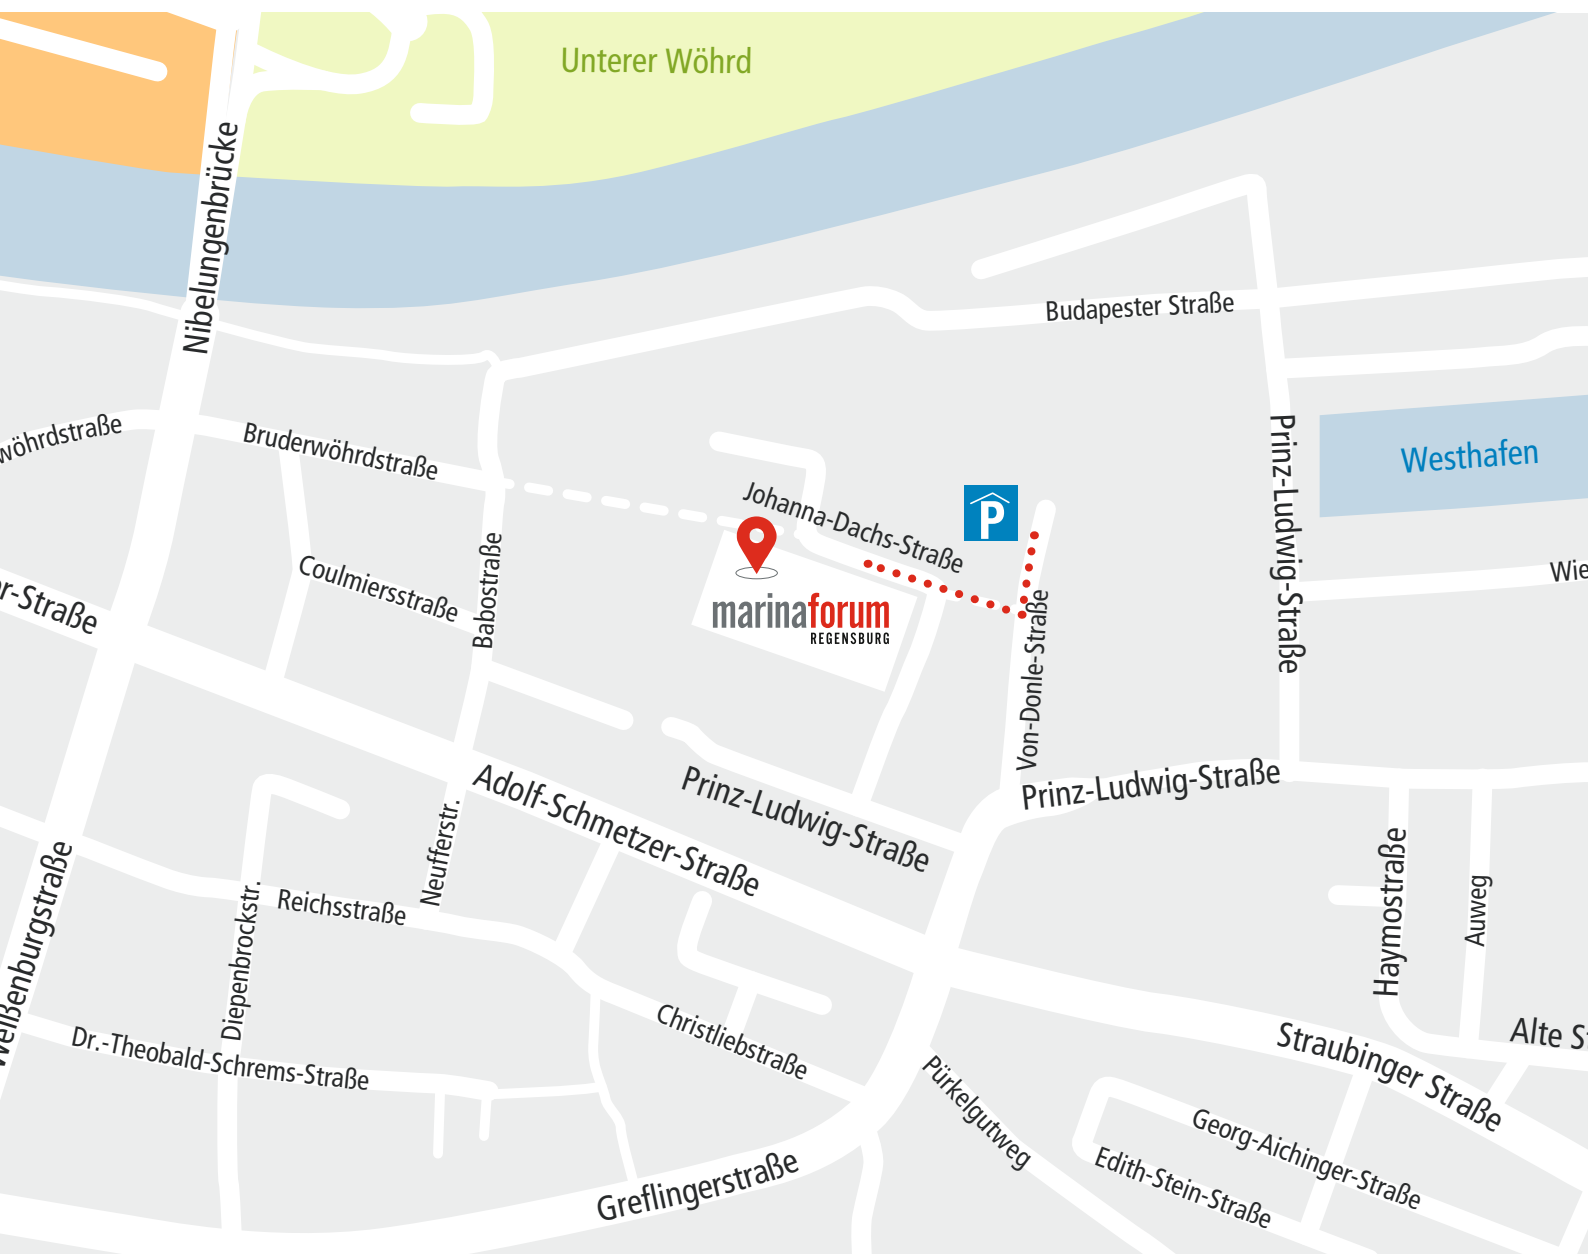 Unterer Wöhrd
Nibelungenbrücke
Budapester Straße
wöhrdstraße
Bruderwöhrdstraße
Prinz-Ludwig-Straße
Westhafen
Johanna-Dachs-Straße
P
Coulmiersstraße
Babostraße
marinaforum
REGENSBURG
Von-Donle-Straße
Wie
r-Straße
Adolf-Schmetzer-Straße
Prinz-Ludwig-Straße
Prinz-Ludwig-Straße
Neufferstr.
Weißenburgstraße
Diepenbrockstr.
Reichsstraße
Haymostraße
Auweg
Dr.-Theobald-Schrems-Straße
Christliebstraße
Pürkelgutweg
Straubinger Straße
Alte St
Georg-Aichinger-Straße
Edith-Stein-Straße
Greflingerstraße